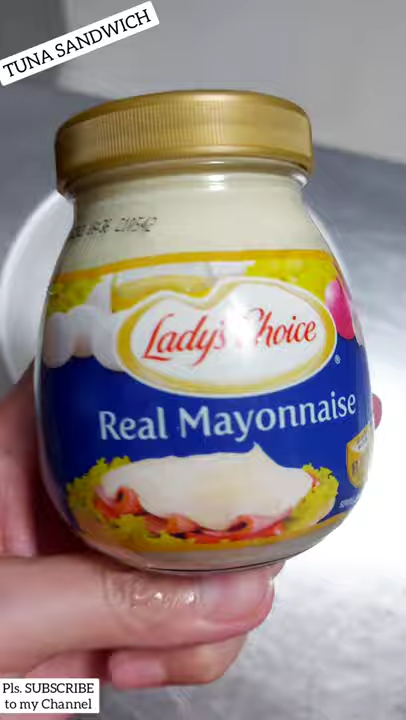 TUNA SANDWICH
Lady's Choice
®
Real Mayonnaise
Pls. SUBSCRIBE
to my Channel